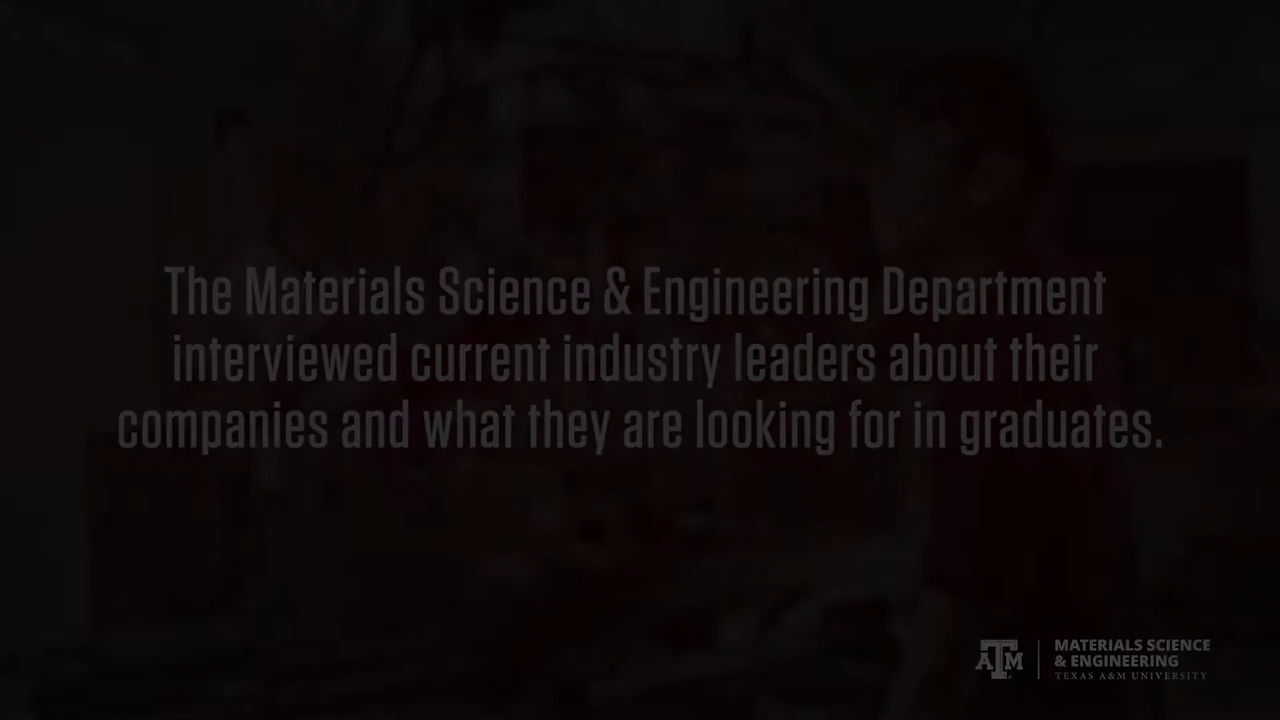 The Materials Science & Engineering Department
interviewed current industry leaders about their
companies and what they are looking for in graduates.
ATM
MATERIALS SCIENCE
& ENGINEERING
TEXAS A&M UNIVERSITY